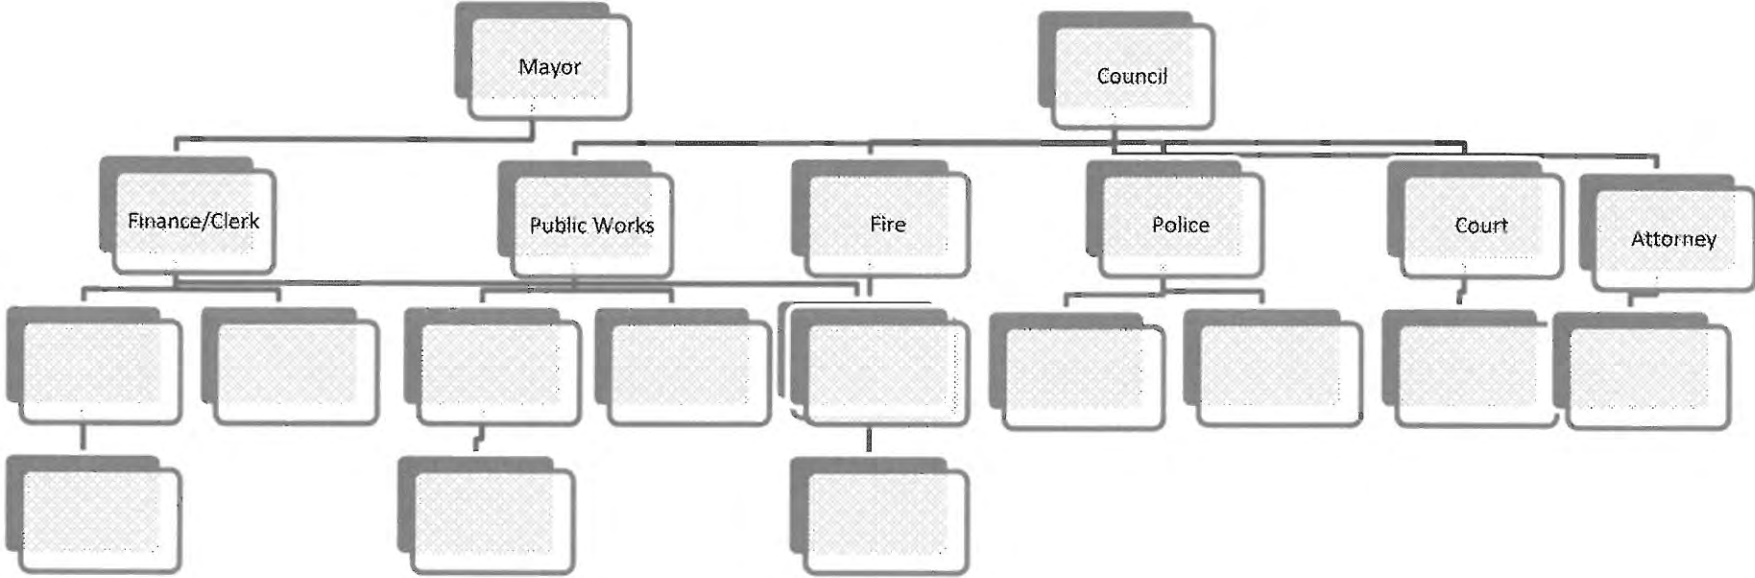 Mayor
Council
Finance/Clerk
Public Works
Fire
Police
Court
Attorney